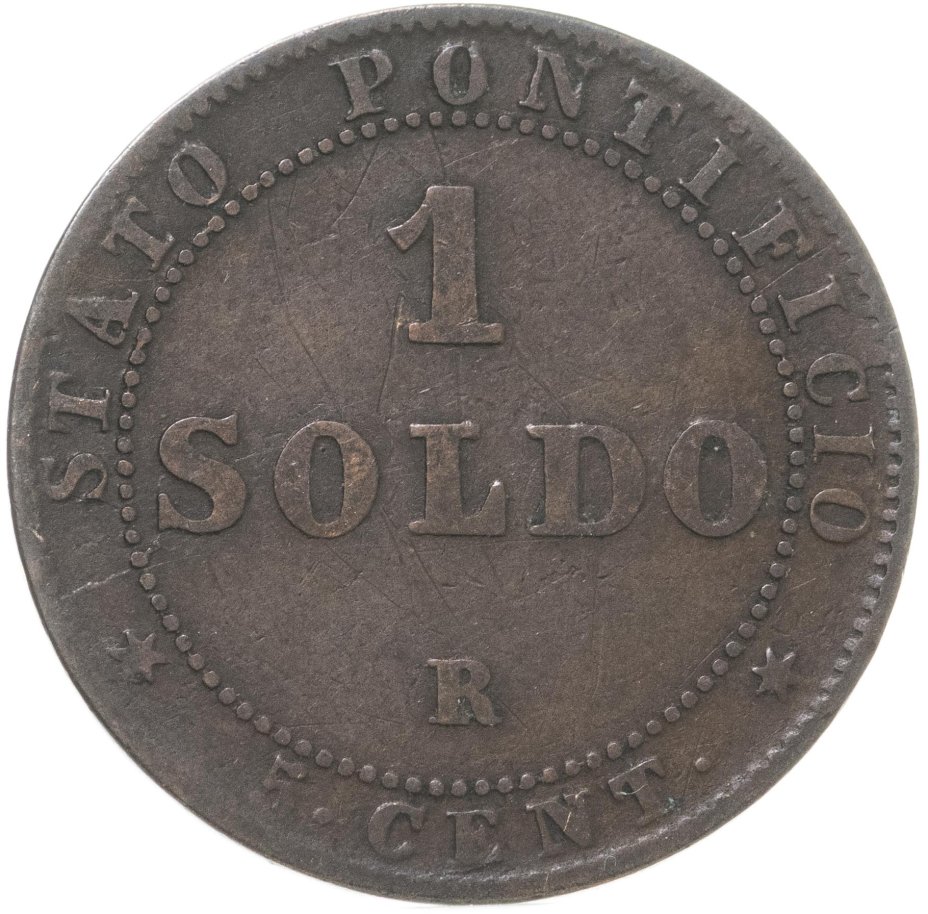 STATO PONTIFICIO
1
SOLDO
R
5. CENT.